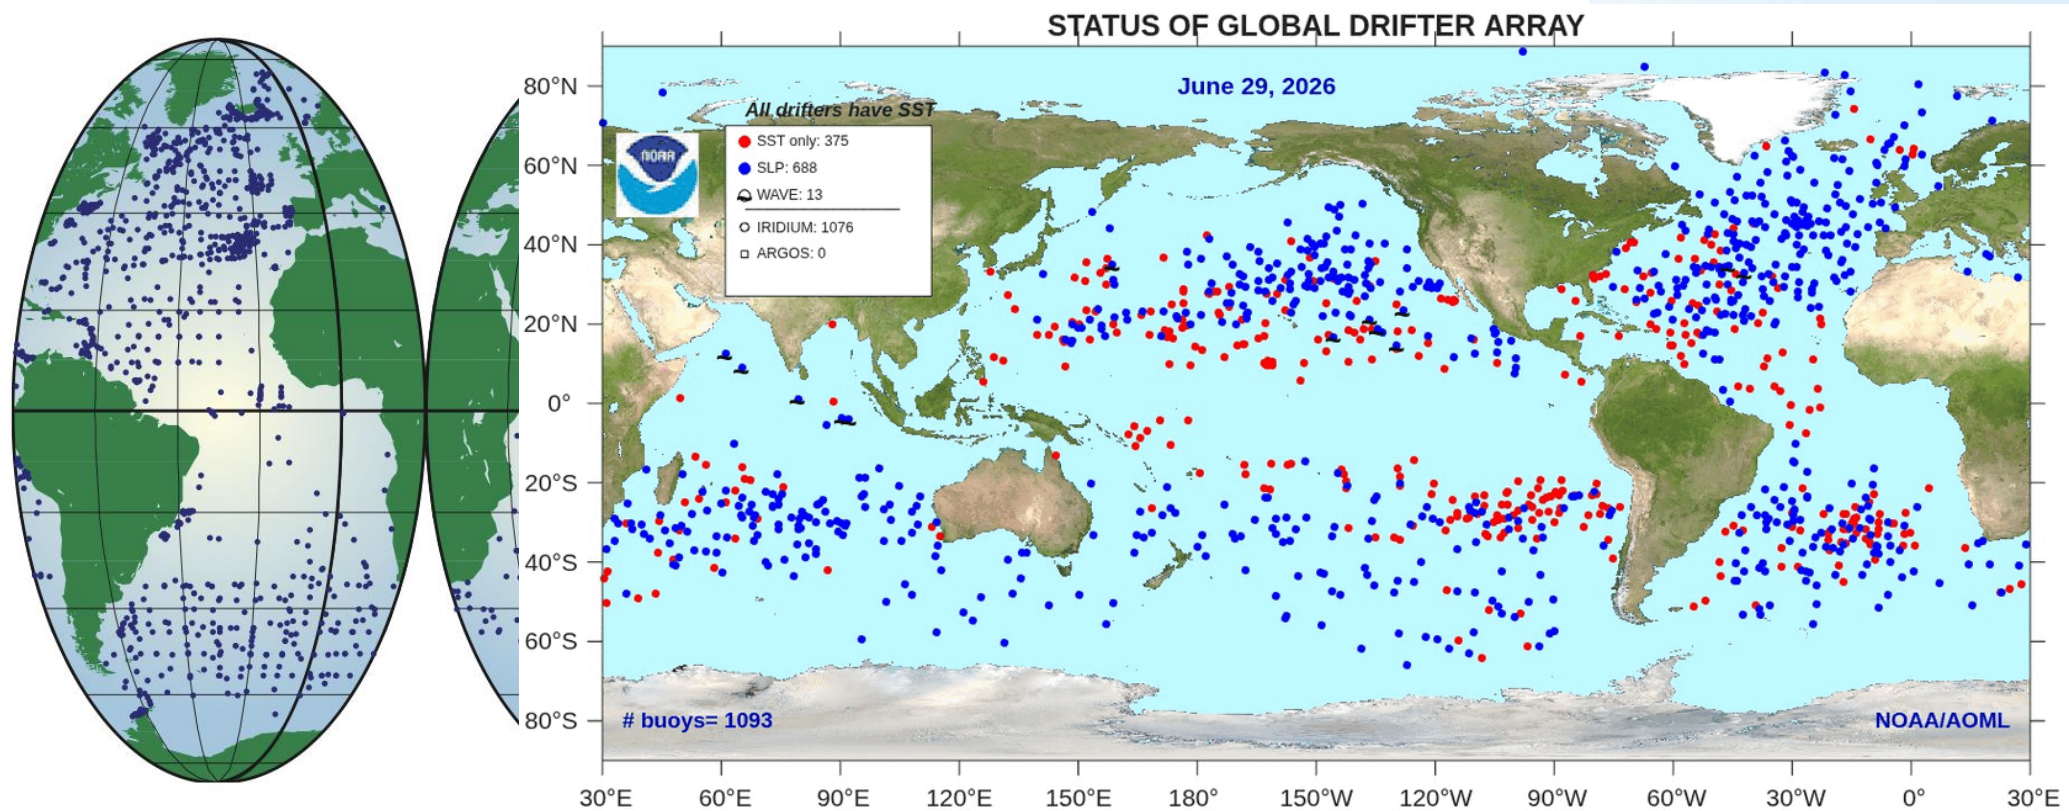 STATUS OF GLOBAL DRIFTER ARRAY
June 29, 2026
All drifters have SST
NOAA
SST only: 375
SLP: 688
WAVE: 13
IRIDIUM: 1076
ARGOS: 0
80°N
60°N
40°N
20°N
0°
20°S
40°S
60°S
80°S
# buoys= 1093
NOAA/AOML
30°E
60°E
90°E
120°E
150°E
180°
150°W
120°W
90°W
60°W
30°W
0°
30°E